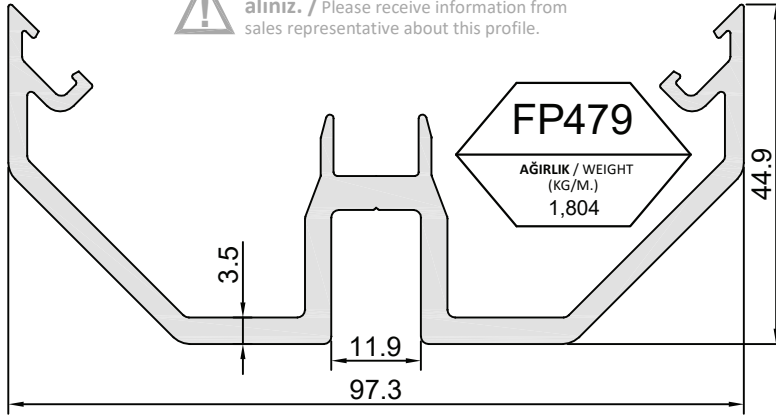 alınız. / Please receive information from
sales representative about this profile.
FP479
AĞIRLIK / WEIGHT
(KG/M.)
1,804
44.9
3.5
11.9
97.3